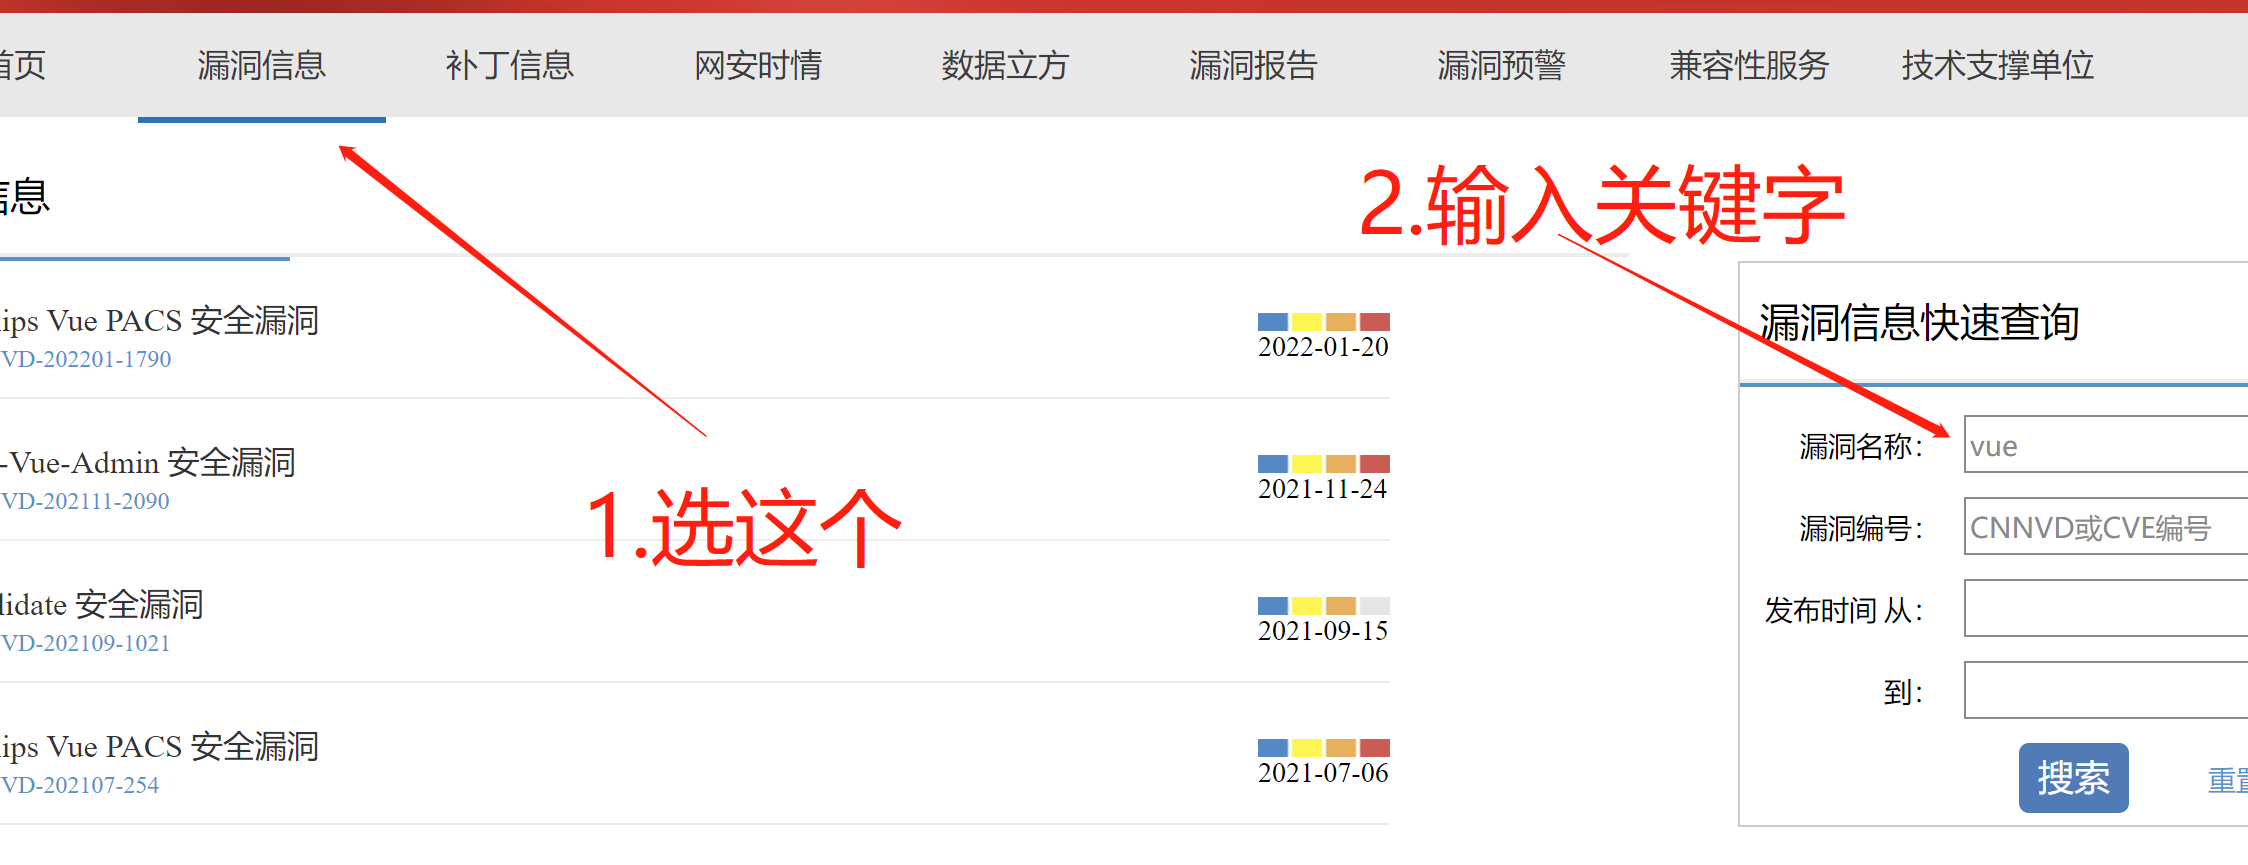 首页 漏洞信息 补丁信息 网安时情 数据立方 漏洞报告 漏洞预警 兼容性服务 技术支撑单位
信息
2.输入关键字
ips Vue PACS 安全漏洞
VD-202201-1790
2022-01-20
-Vue-Admin 安全漏洞
VD-202111-2090
2021-11-24
1.选这个
lidate 安全漏洞
VD-202109-1021
2021-09-15
ips Vue PACS 安全漏洞
VD-202107-254
2021-07-06
漏洞信息快速查询
漏洞名称： vue
漏洞编号： CNNVD或CVE编号
发布时间 从：
到：
搜索 重置